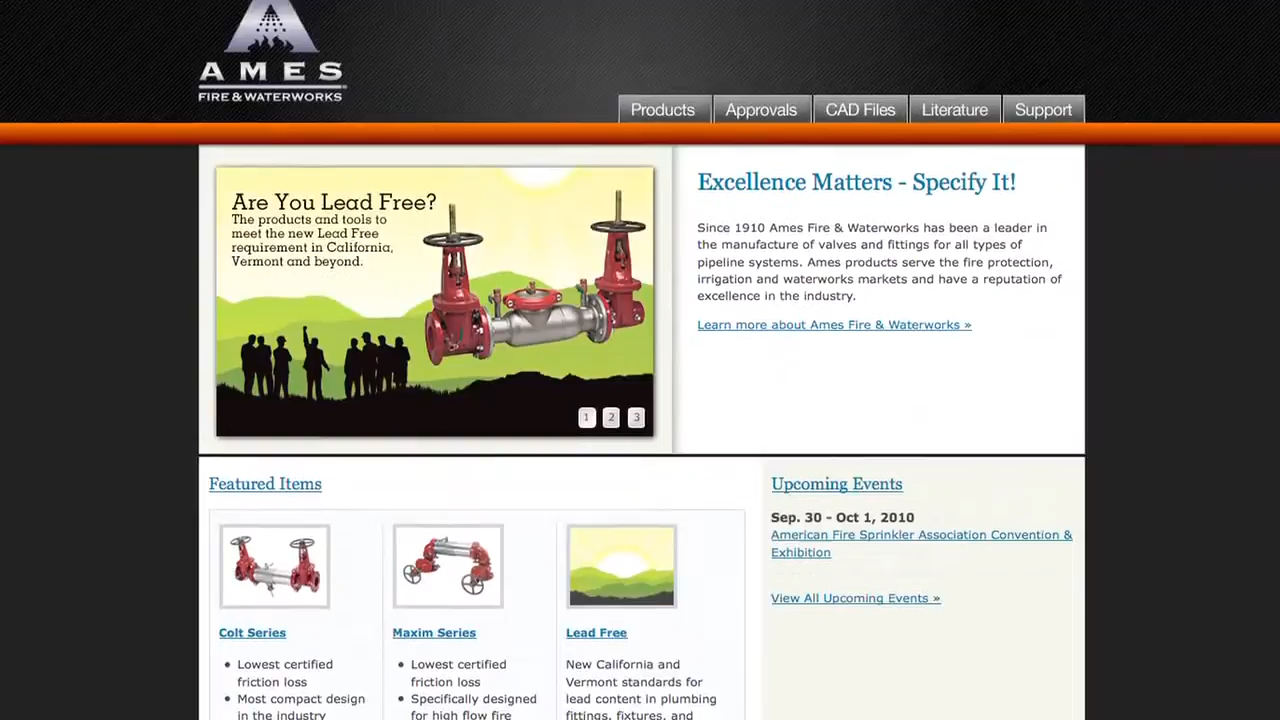 AMES
FIRE & WATERWORKS
Products
Approvals
CAD Files
Literature
Support
Are You Lead Free?
The products and tools to
meet the new Lead Free
requirement in California,
Vermont and beyond.
1
2
3
Excellence Matters - Specify It!
Since 1910 Ames Fire & Waterworks has been a leader in
the manufacture of valves and fittings for all types of
pipeline systems. Ames products serve the fire protection,
irrigation and waterworks markets and have a reputation of
excellence in the industry.
Learn more about Ames Fire & Waterworks »
Featured Items
Colt Series
• Lowest certified
friction loss
• Most compact design
in the industry
Maxim Series
• Lowest certified
friction loss
• Specifically designed
for high flow fire
Lead Free
New California and
Vermont standards for
lead content in plumbing
fittings, fixtures, and
Upcoming Events
Sep. 30 - Oct 1, 2010
American Fire Sprinkler Association Convention &
Exhibition
View All Upcoming Events »